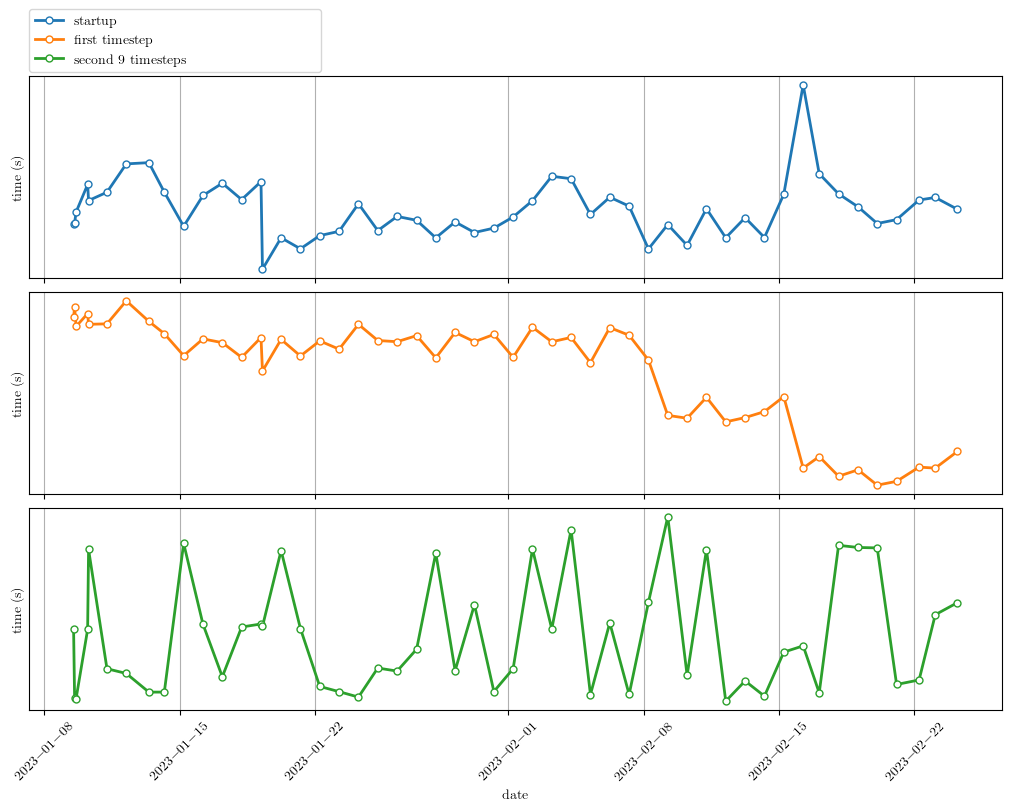 startup
first timestep
second 9 timesteps
time (s)
time (s)
time (s)
2023−01−08
2023−01−15
2023−01−22
2023−02−01
2023−02−08
2023−02−15
2023−02−22
date